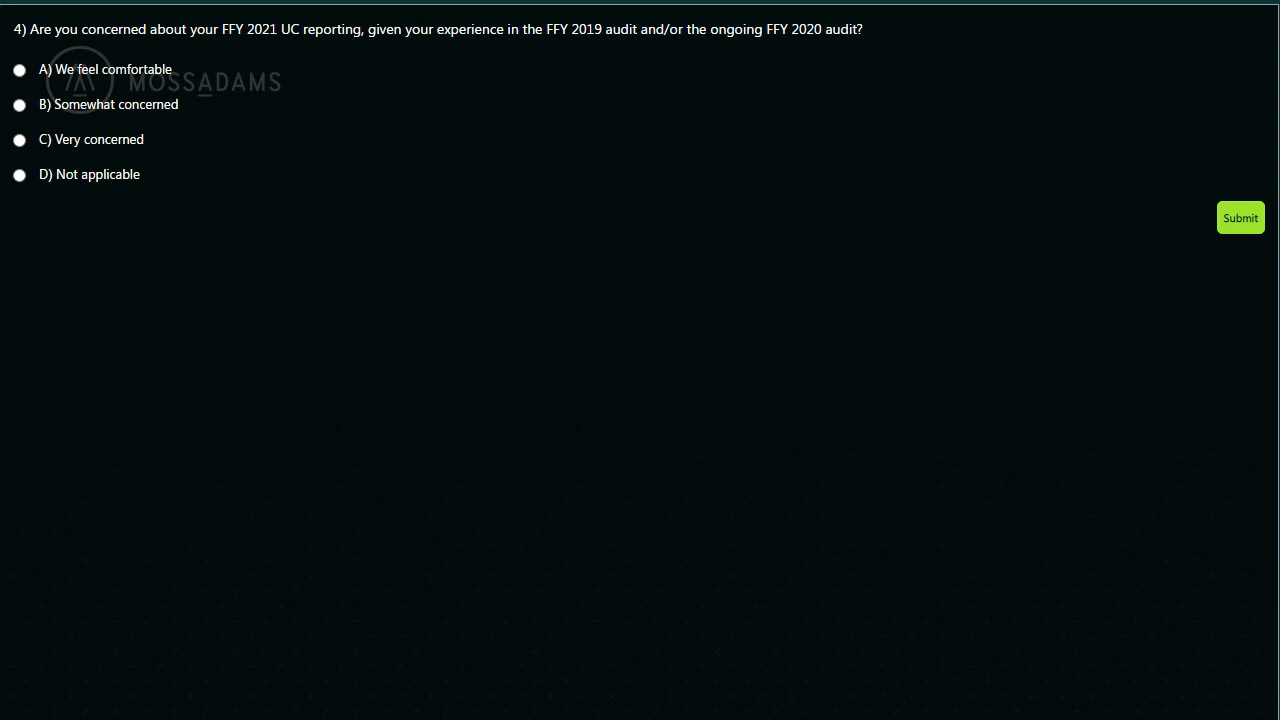 4) Are you concerned about your FFY 2021 UC reporting, given your experience in the FFY 2019 audit and/or the ongoing FFY 2020 audit?
A) We feel comfortable
MOSSADAMS
B) Somewhat concerned
C) Very concerned
D) Not applicable
Submit